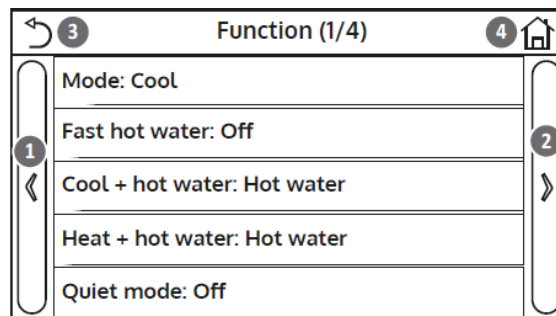 3 Function (1/4) 4
Mode: Cool
Fast hot water: Off
1
2
Cool + hot water: Hot water
Heat + hot water: Hot water
Quiet mode: Off